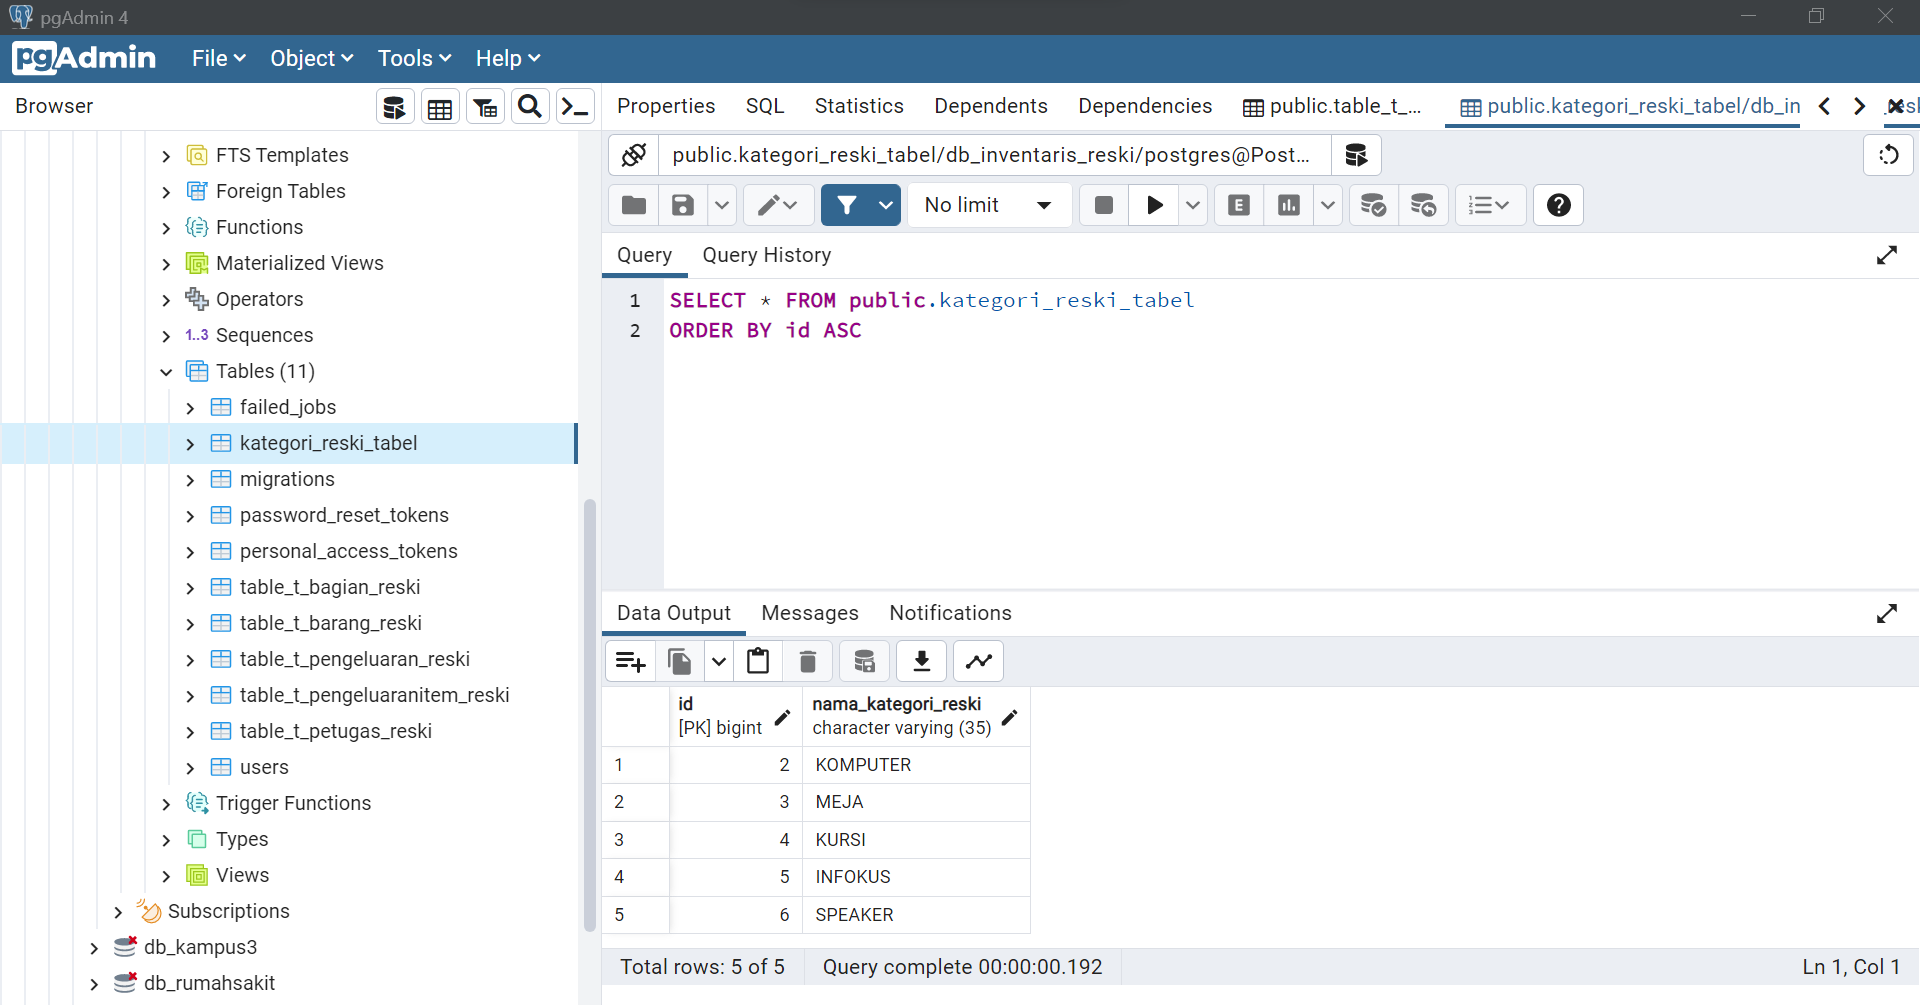 pgAdmin 4
pgAdmin File Object Tools Help
Browser
FTS Templates
Foreign Tables
Functions
Materialized Views
Operators
1..3 Sequences
Tables (11)
failed_jobs
kategori_reski_tabel
migrations
password_reset_tokens
personal_access_tokens
table_t_bagian_reski
table_t_barang_reski
table_t_pengeluaran_reski
table_t_pengeluaranitem_reski
table_t_petugas_reski
users
Trigger Functions
Types
Views
Subscriptions
db_kampus3
db_rumahsakit
Properties SQL Statistics Dependents Dependencies public.table_t_... public.kategori_reski_tabel/db_in
public.kategori_reski_tabel/db_inventaris_reski/postgres@Post...
No limit
E
Query Query History
1 SELECT * FROM public.kategori_reski_tabel
2 ORDER BY id ASC
Data Output Messages Notifications
id nama_kategori_reski
[PK] bigint character varying (35)
1 2 KOMPUTER
2 3 MEJA
3 4 KURSI
4 5 INFOKUS
5 6 SPEAKER
Total rows: 5 of 5 Query complete 00:00:00.192 Ln 1, Col 1